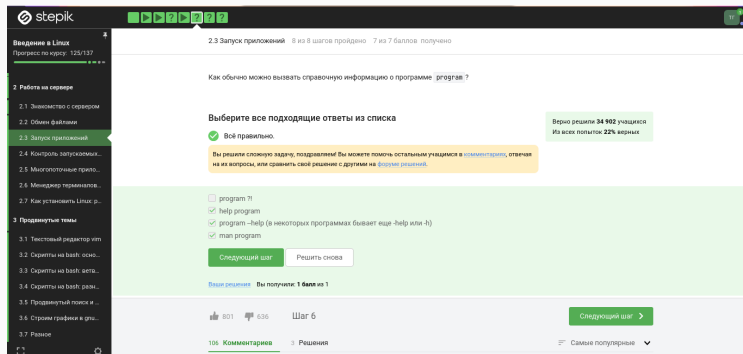 stepik
Введение в Linux
Прогресс по курсу: 125/137
2 Работа на сервере
2.1 Знакомство с сервером
2.2 Обмен файлами
2.3 Запуск приложений
2.4 Контроль запускаемых...
2.5 Многопоточные прило...
2.6 Менеджер терминалов...
2.7 Как установить Linux: р...
3 Продвинутые темы
3.1 Текстовый редактор vim
3.2 Скрипты на bash: осно...
3.3 Скрипты на bash: ветв...
3.4 Скрипты на bash: разн...
3.5 Продвинутый поиск и ...
3.6 Строим графики в gnu...
3.7 Разное
2.3 Запуск приложений 8 из 8 шагов пройдено 7 из 7 баллов получено
Как обычно можно вызвать справочную информацию о программе program ?
Выберите все подходящие ответы из списка
Всё правильно.
Верно решили 34 902 учащихся
Из всех попыток 22% верных
Вы решили сложную задачу, поздравляем! Вы можете помочь остальным учащимся в комментариях, отвечая
на их вопросы, или сравнить своё решение с другими на форуме решений.
program ?!
help program
program --help (в некоторых программах бывает еще -help или -h)
man program
Следующий шаг Решить снова
Ваши решения Вы получили: 1 балл из 1
801 636 Шаг 6 Следующий шаг
106 Комментариев 3 Решения Самые популярные